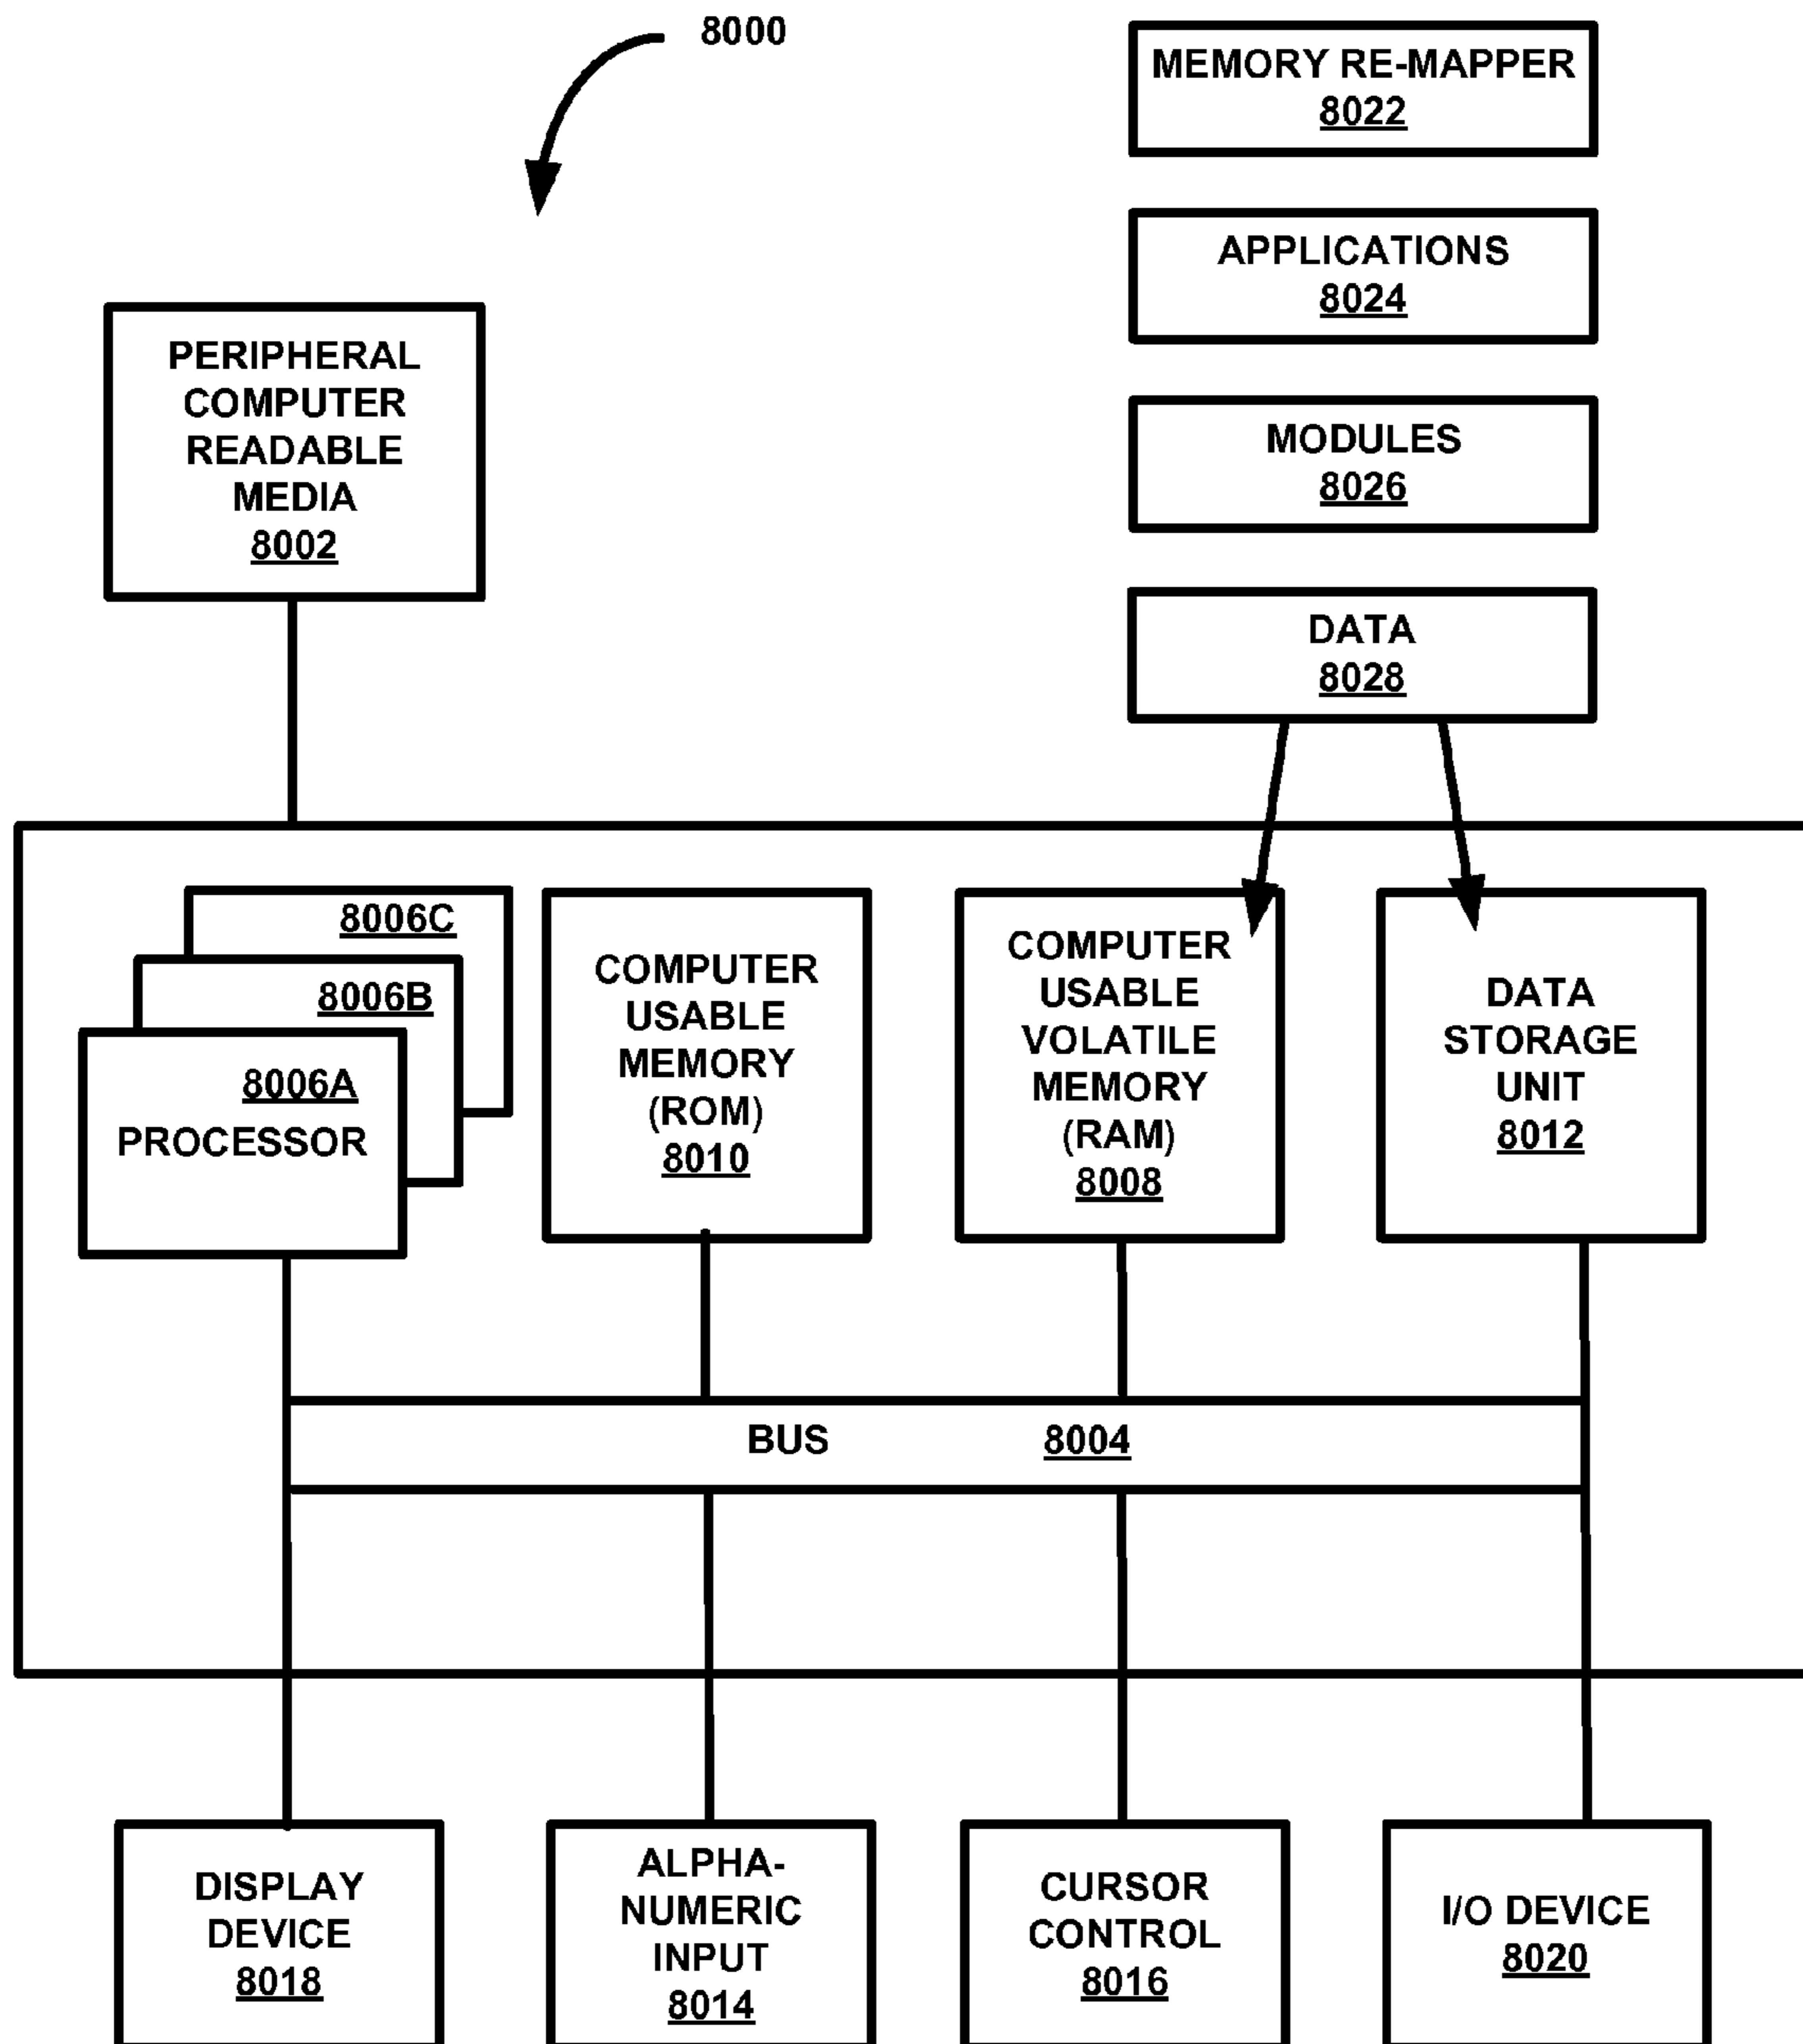 8000
MEMORY RE-MAPPER
8022
APPLICATIONS
8024
MODULES
8026
DATA
8028
PERIPHERAL
COMPUTER
READABLE
MEDIA
8002
8006C
8006B
8006A
PROCESSOR
COMPUTER
USABLE
MEMORY
(ROM)
8010
COMPUTER
USABLE
VOLATILE
MEMORY
(RAM)
8008
DATA
STORAGE
UNIT
8012
BUS 8004
DISPLAY
DEVICE
8018
ALPHA-
NUMERIC
INPUT
8014
CURSOR
CONTROL
8016
I/O DEVICE
8020